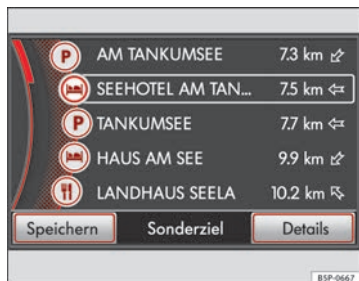 P AM TANKUMSEE 7.3 km
SEEHOTEL AM TAN... 7.5 km
P TANKUMSEE 7.7 km
HAUS AM SEE 9.9 km
LANDHAUS SEELA 10.2 km
Speichern Sonderziel Details
BSP-0667